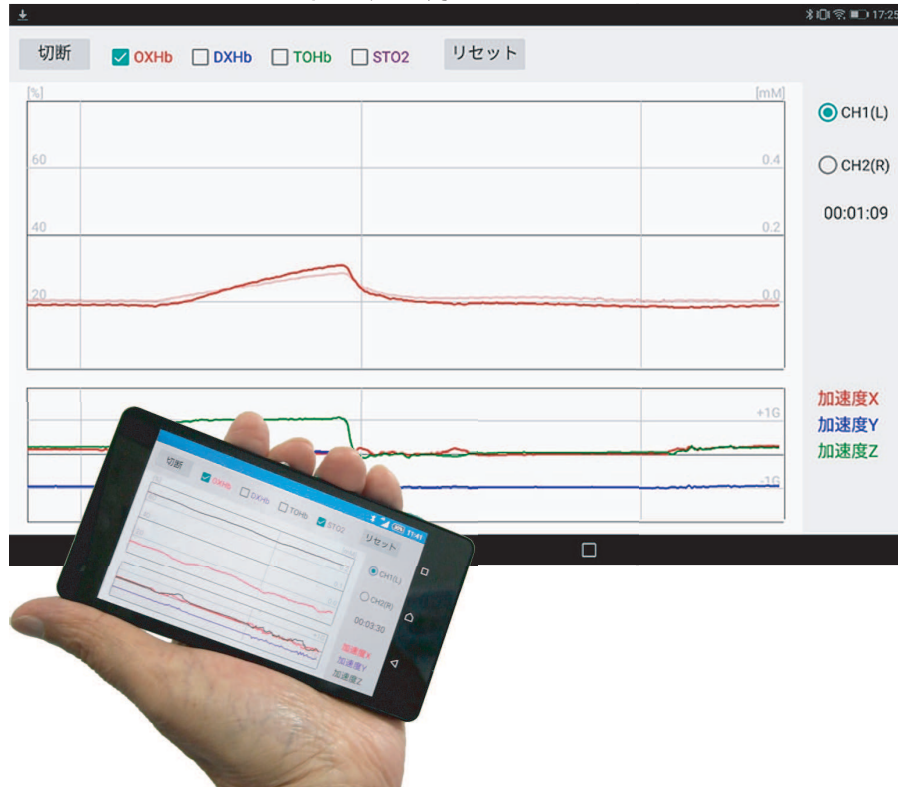 17:25
切断 OXHb DXHb TOHb STO2 リセット
[%] [mM]
CH1(L)
60 0.4
CH2(R)
00:01:09
40 0.2
20 0.0
加速度X
+1G
加速度Y
加速度Z
-1G
11:41
切断 OXHb DXHb TOHb STO2 リセット
CH1(L)
CH2(R)
00:03:30
加速度X
加速度Y
加速度Z